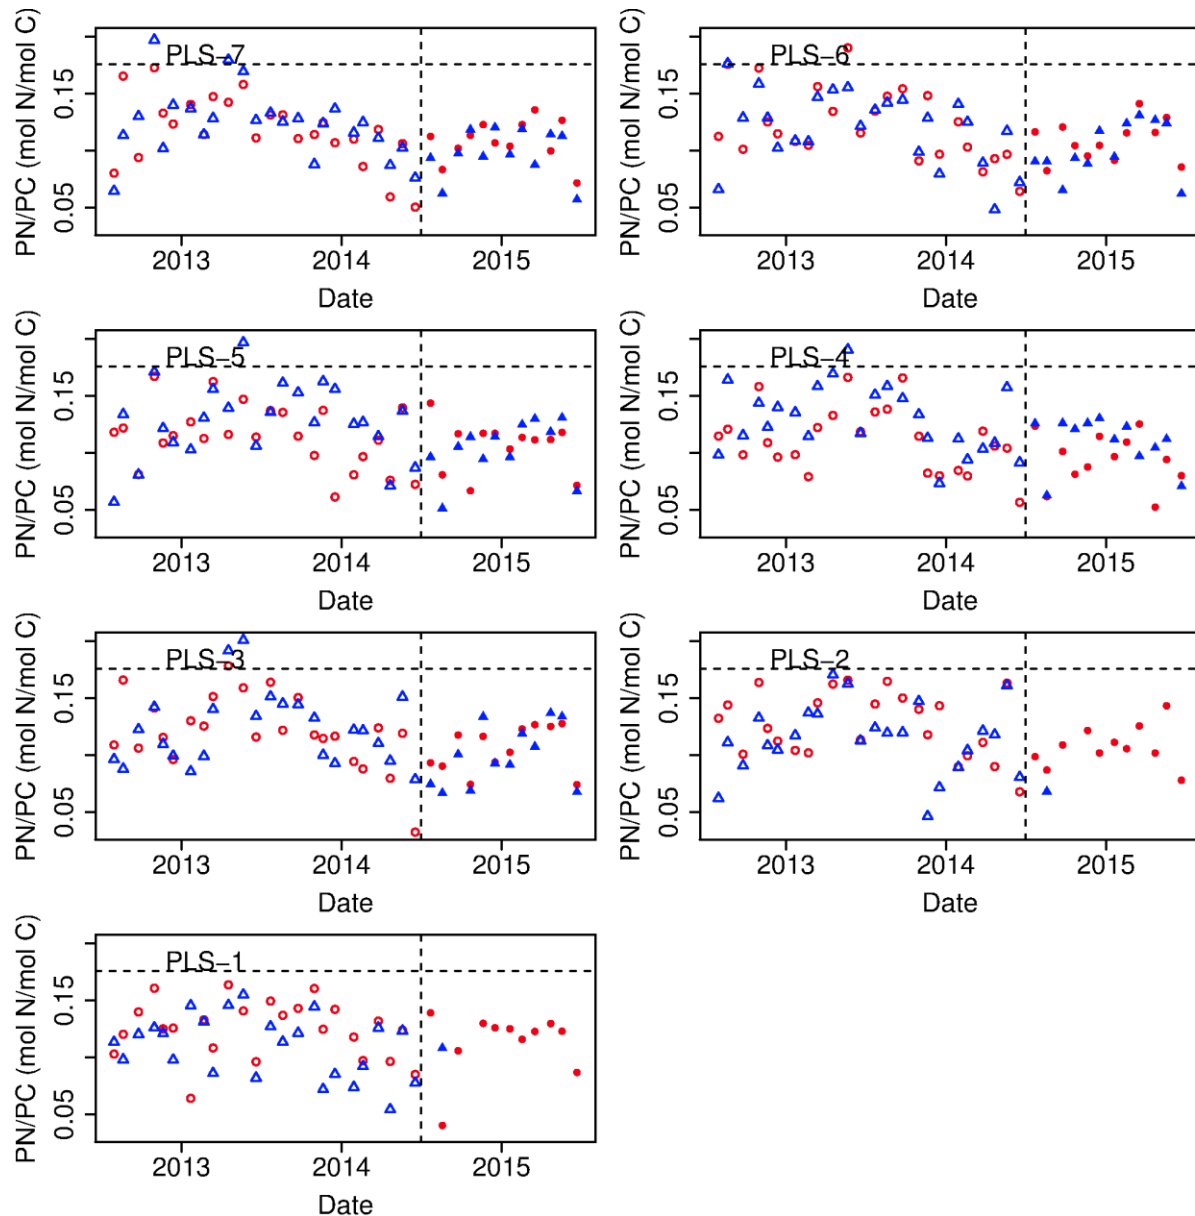 PN/PC (mol N/mol C)
0.15
0.05
PLS-7
2013 2014 2015
Date
PN/PC (mol N/mol C)
0.15
0.05
PLS-6
2013 2014 2015
Date
PN/PC (mol N/mol C)
0.15
0.05
PLS-5
2013 2014 2015
Date
PN/PC (mol N/mol C)
0.15
0.05
PLS-4
2013 2014 2015
Date
PN/PC (mol N/mol C)
0.15
0.05
PLS-3
2013 2014 2015
Date
PN/PC (mol N/mol C)
0.15
0.05
PLS-2
2013 2014 2015
Date
PN/PC (mol N/mol C)
0.15
0.05
PLS-1
2013 2014 2015
Date